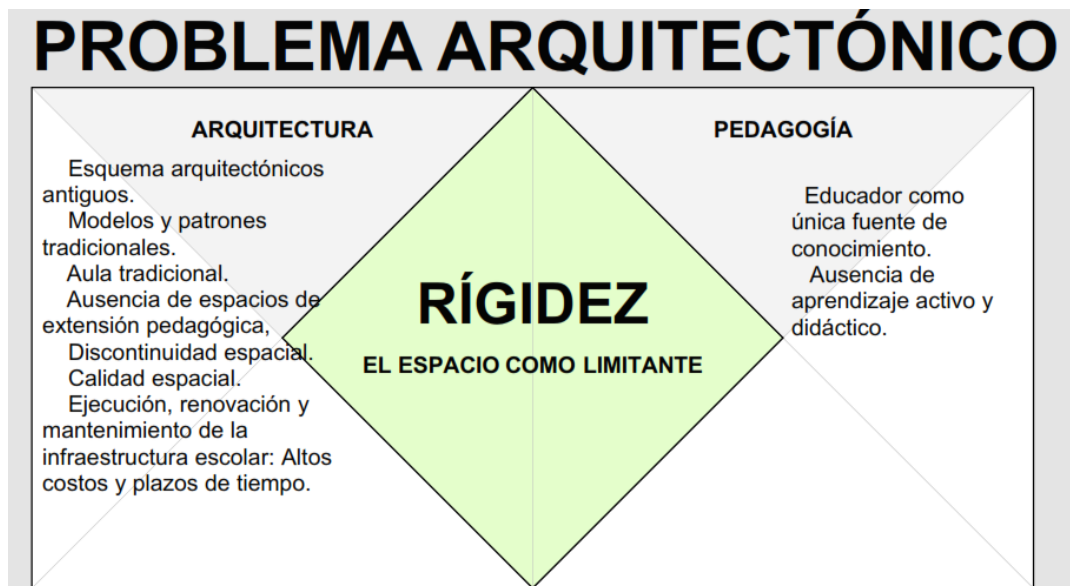 PROBLEMA ARQUITECTÓNICO
ARQUITECTURA
Esquema arquitectónicos
antiguos.
Modelos y patrones
tradicionales.
Aula tradicional.
Ausencia de espacios de
extensión pedagógica,
Discontinuidad espacial.
Calidad espacial.
Ejecución, renovación y
mantenimiento de la
infraestructura escolar: Altos
costos y plazos de tiempo.
RÍGIDEZ
EL ESPACIO COMO LIMITANTE
PEDAGOGÍA
Educador como
única fuente de
conocimiento.
Ausencia de
aprendizaje activo y
didáctico.